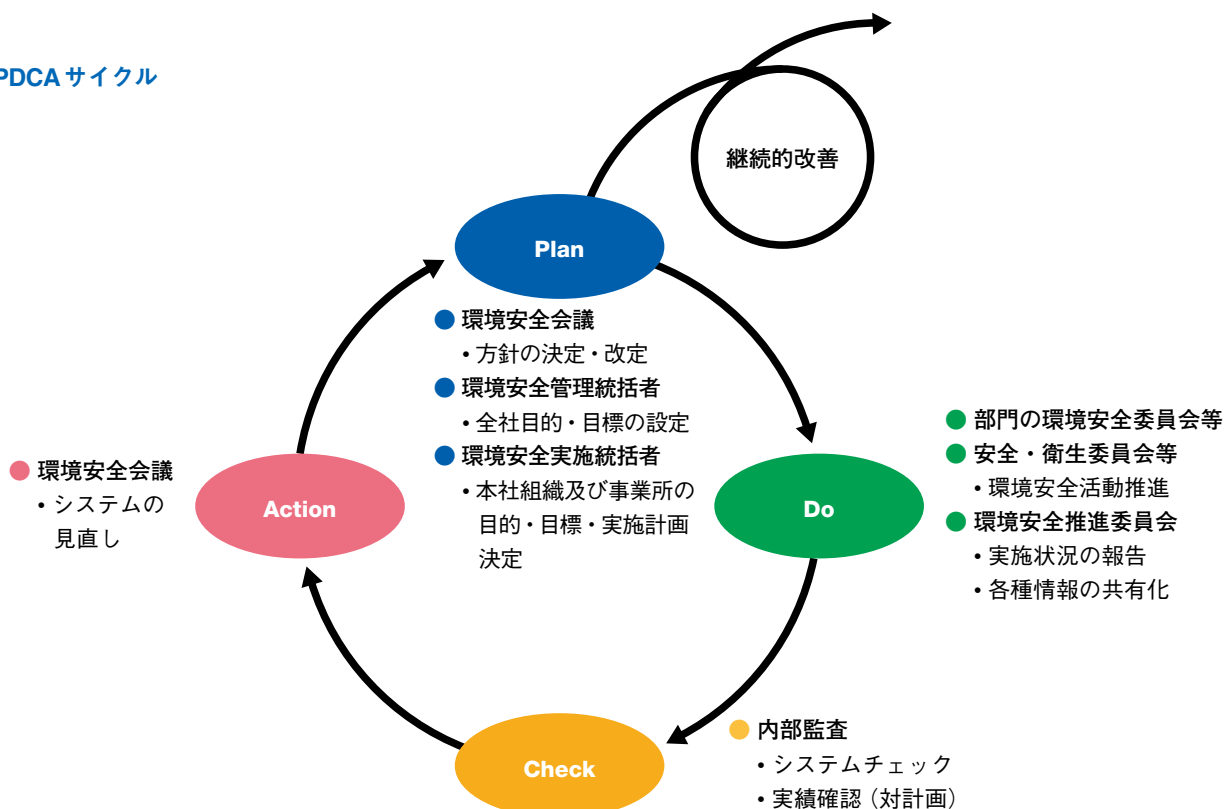 PDCAサイクル
継続的改善
Plan
● 環境安全会議
• 方針の決定・改定
● 環境安全管理統括者
• 全社目的・目標の設定
● 環境安全実施統括者
• 本社組織及び事業所の
目的・目標・実施計画
決定
Do
● 部門の環境安全委員会等
● 安全・衛生委員会等
• 環境安全活動推進
● 環境安全推進委員会
• 実施状況の報告
• 各種情報の共有化
Check
● 内部監査
• システムチェック
• 実績確認（対計画）
Action
● 環境安全会議
• システムの
見直し